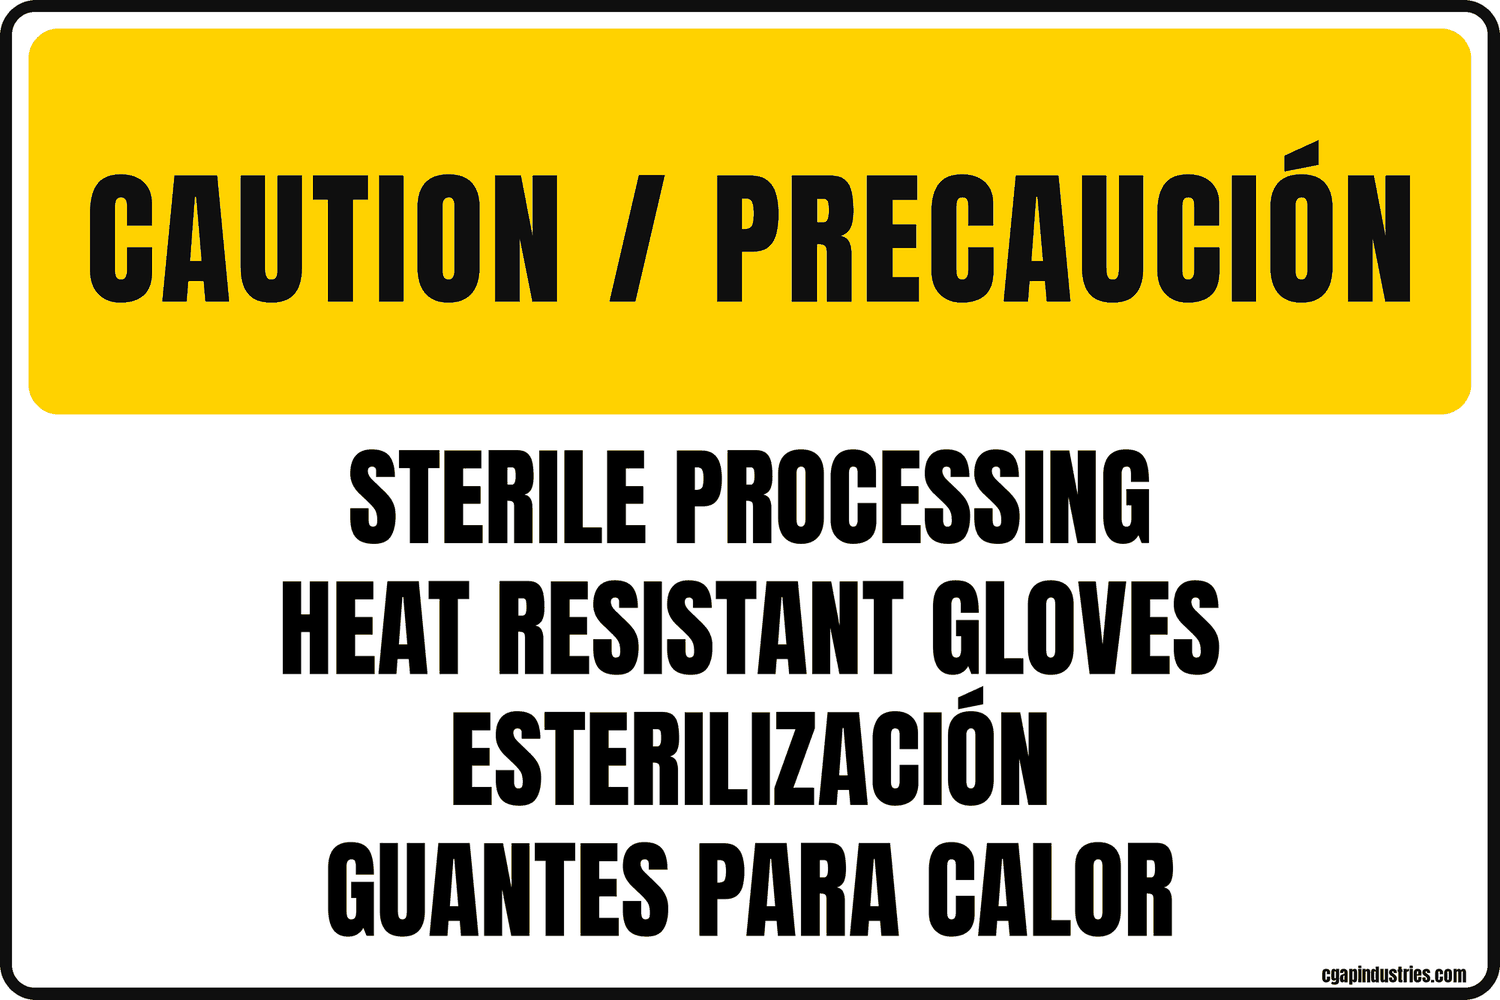 CAUTION / PRECAUCIÓN
STERILE PROCESSING
HEAT RESISTANT GLOVES
ESTERILIZACIÓN
GUANTES PARA CALOR
cgapindustries.com